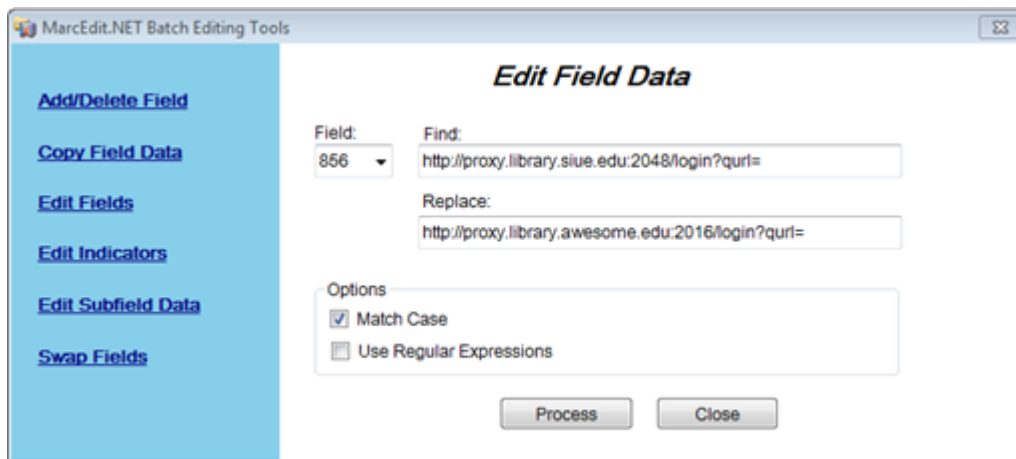 MarcEdit.NET Batch Editing Tools
Add/Delete Field
Copy Field Data
Edit Fields
Edit Indicators
Edit Subfield Data
Swap Fields
Edit Field Data
Field:
Find:
856
http://proxy.library.siue.edu:2048/login?qurl=
Replace:
http://proxy.library.awesome.edu:2016/login?qurl=
Options
Match Case
Use Regular Expressions
Process
Close